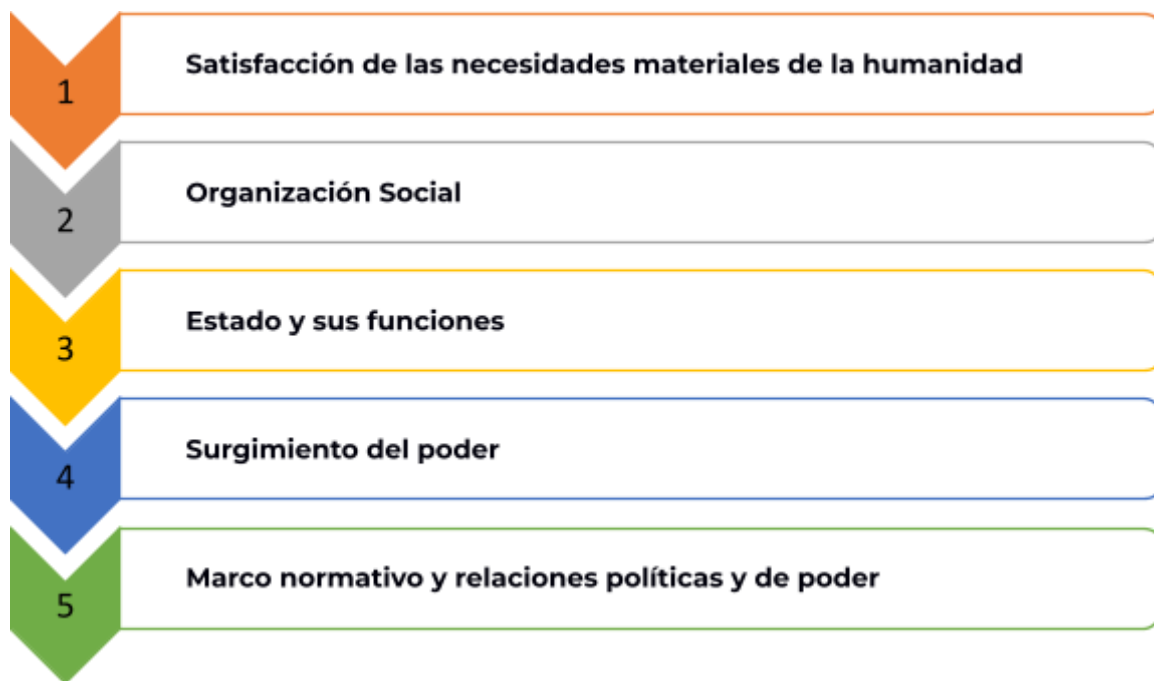 1
Satisfacción de las necesidades materiales de la humanidad
2
Organización Social
3
Estado y sus funciones
4
Surgimiento del poder
5
Marco normativo y relaciones políticas y de poder